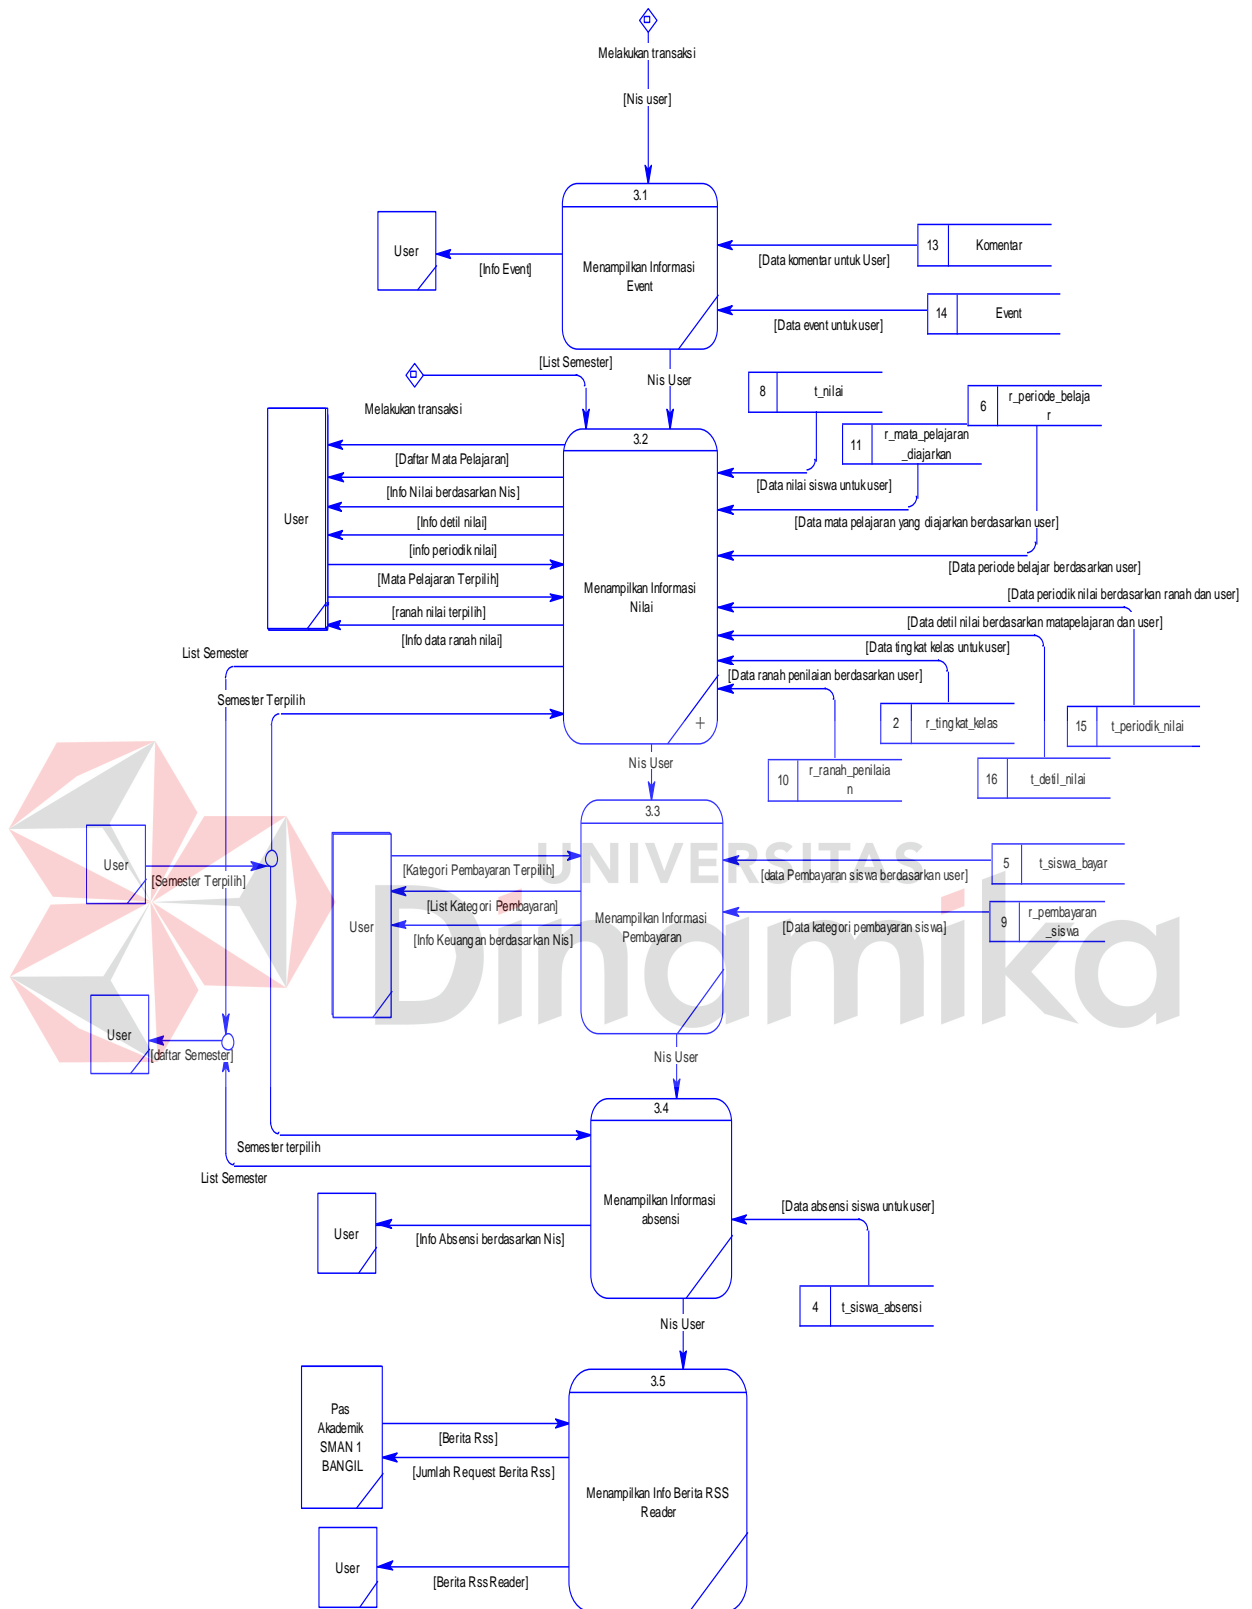 Melakukan transaksi
[Nis user]
3.1
Menampilkan Informasi
Event
User
[Info Event]
13
Komentar
[Data komentar untuk User]
14
Event
[Data event untuk user]
[List Semester]
Nis User
Melakukan transaksi
8
t_nilai
6
r_periode_belaja
r
11
r_mata_pelajaran
_diajarkan
3.2
Menampilkan Informasi
Nilai
+
User
[Daftar Mata Pelajaran]
[Info Nilai berdasarkan Nis]
[Info detil nilai]
[info periodik nilai]
[Mata Pelajaran Terpilih]
[ranah nilai terpilih]
[Info data ranah nilai]
[Data nilai siswa untuk user]
[Data mata pelajaran yang diajarkan berdasarkan user]
[Data periode belajar berdasarkan user]
[Data periodik nilai berdasarkan ranah dan user]
[Data detil nilai berdasarkan matapelajaran dan user]
[Data tingkat kelas untuk user]
[Data ranah penilaian berdasarkan user]
List Semester
Semester Terpilih
2
r_tingkat_kelas
15
t_periodik_nilai
10
r_ranah_penilaia
n
16
t_detil_nilai
Nis User
3.3
Menampilkan Informasi
Pembayaran
User
[Semester Terpilih]
User
[Kategori Pembayaran Terpilih]
[List Kategori Pembayaran]
[Info Keuangan berdasarkan Nis]
5
t_siswa_bayar
[data Pembayaran siswa berdasarkan user]
9
r_pembayaran
_siswa
[Data kategori pembayaran siswa]
UNIVERSITAS
Dinamika
User
[daftar Semester]
Nis User
3.4
Menampilkan Informasi
absensi
Semester terpilih
List Semester
User
[Info Absensi berdasarkan Nis]
[Data absensi siswa untuk user]
4
t_siswa_absensi
Nis User
3.5
Menampilkan Info Berita RSS
Reader
Pas
Akademik
SMAN 1
BANGIL
[Berita Rss]
[Jumlah Request Berita Rss]
User
[Berita Rss Reader]